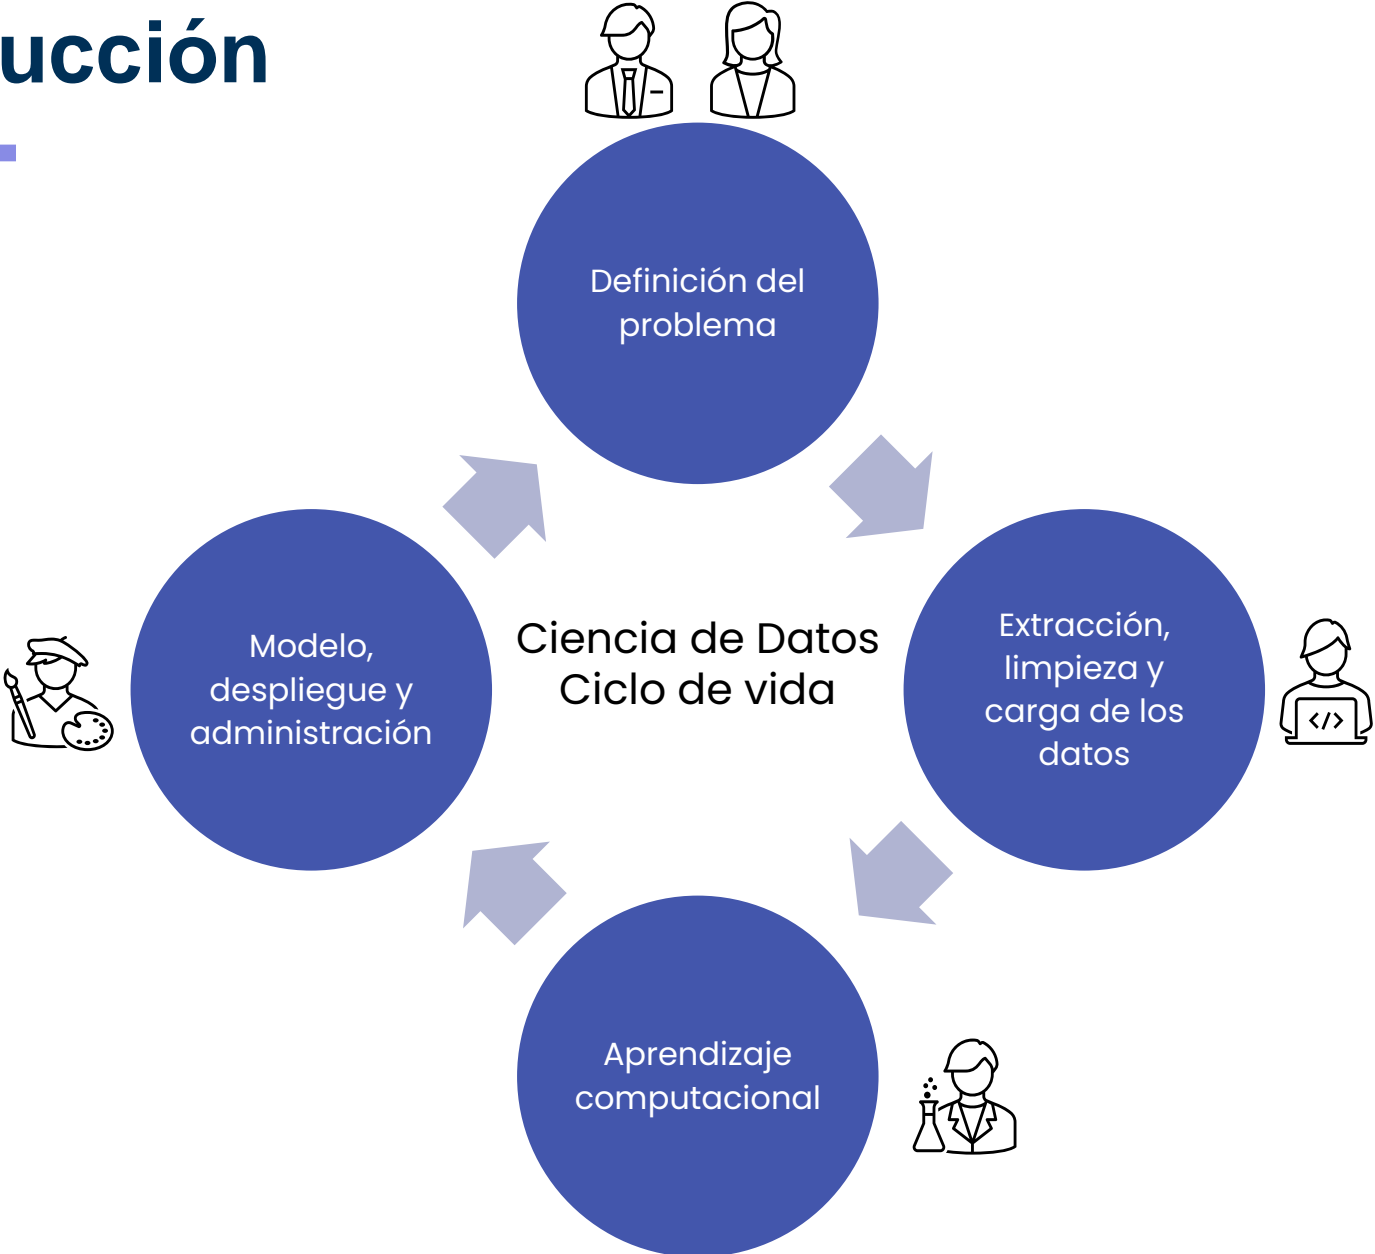 ucción
Definición del
problema
Ciencia de Datos
Ciclo de vida
Extracción,
limpieza y
carga de los
datos
Aprendizaje
computacional
Modelo,
despliegue y
administración
</>